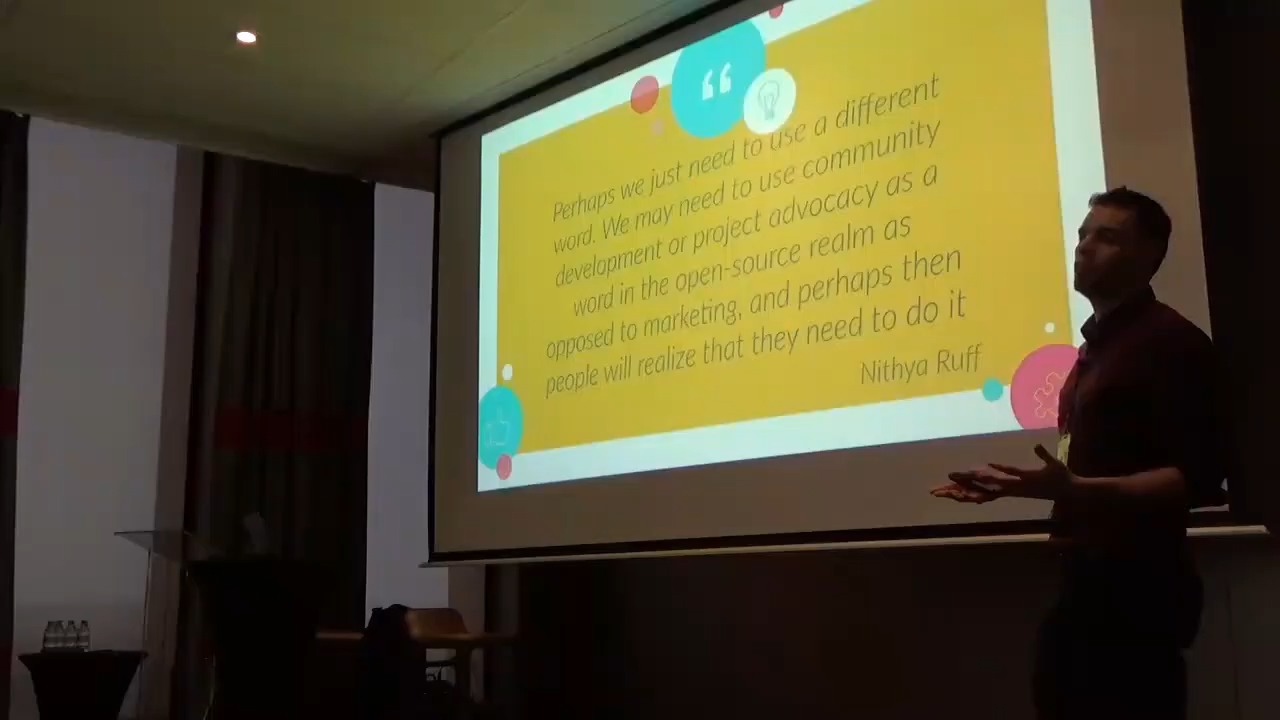 “
Perhaps we just need to use a different
word. We may need to use community
development or project advocacy as a
word in the open-source realm as
opposed to marketing, and perhaps then
people will realize that they need to do it
Nithya Ruff